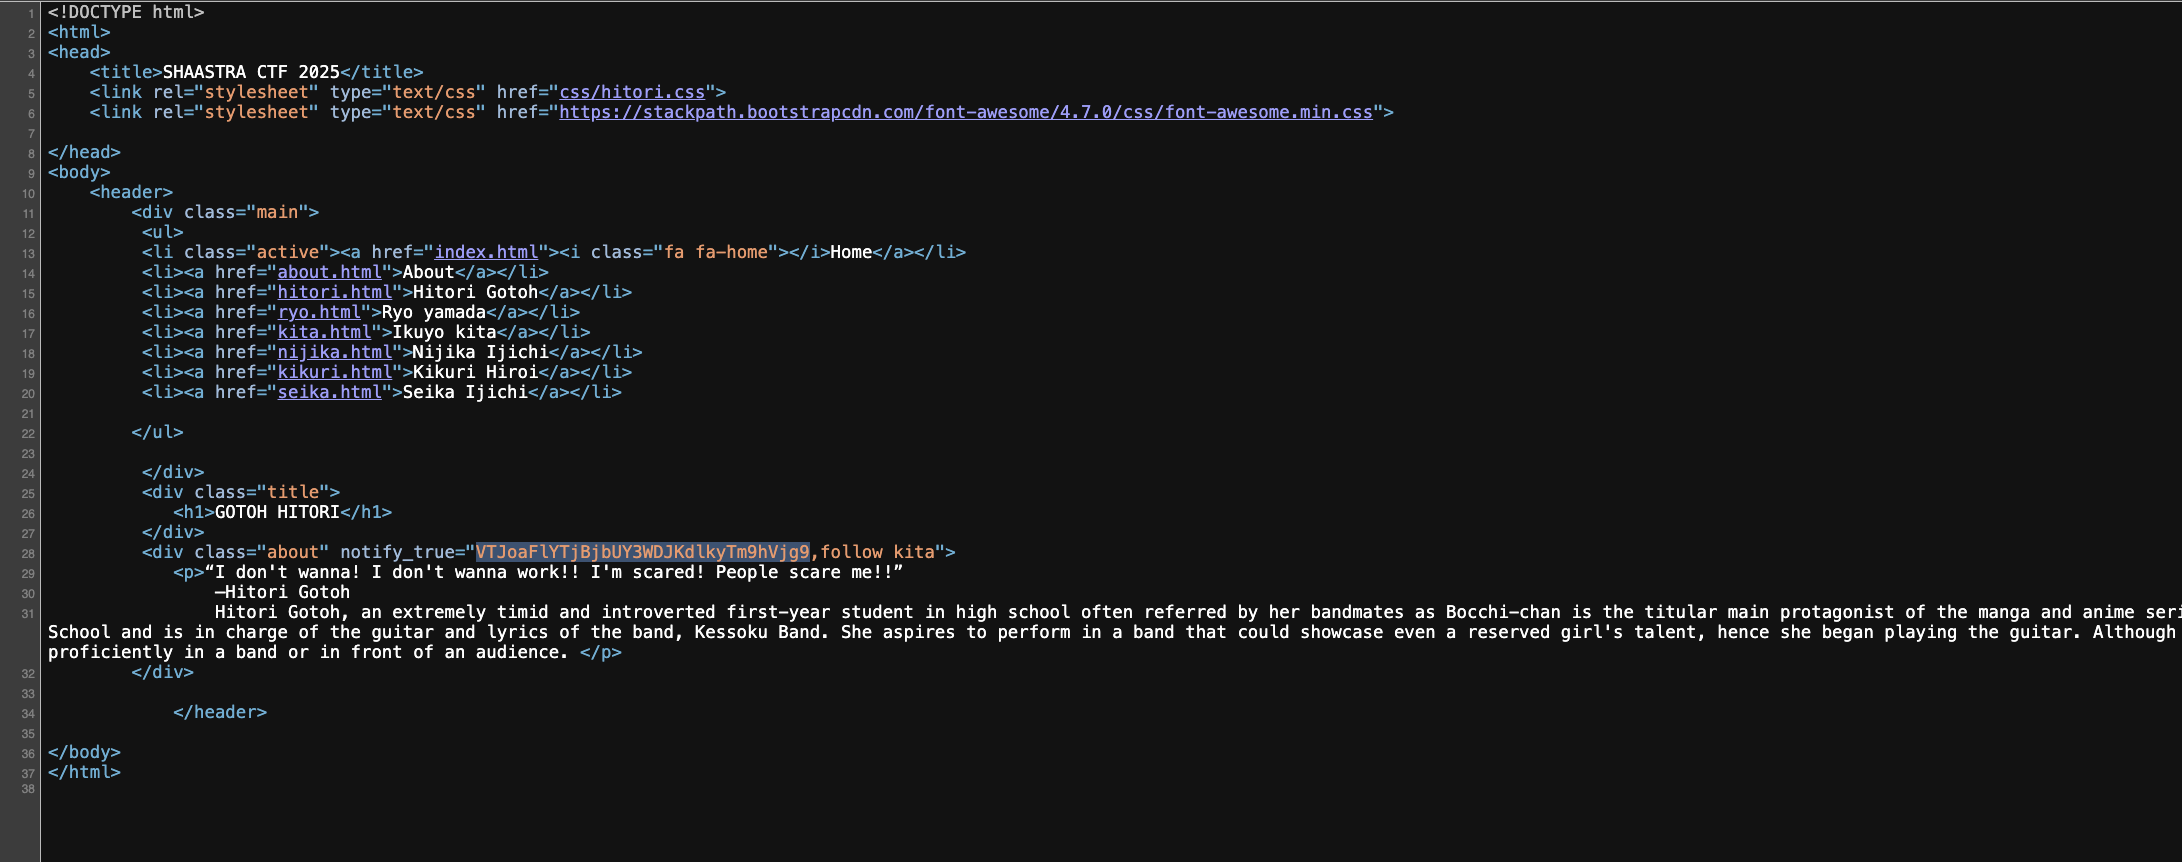 1 <!DOCTYPE html>
2 <html>
3 <head>
4 <title>SHAASTRA CTF 2025</title>
5 <link rel="stylesheet" type="text/css" href="css/hitori.css">
6 <link rel="stylesheet" type="text/css" href="https://stackpath.bootstrapcdn.com/font-awesome/4.7.0/css/font-awesome.min.css">
7
8 </head>
9 <body>
10 <header>
11 <div class="main">
12 <ul>
13 <li class="active"><a href="index.html"><i class="fa fa-home"></i>Home</a></li>
14 <li><a href="about.html">About</a></li>
15 <li><a href="hitori.html">Hitori Gotoh</a></li>
16 <li><a href="ryo.html">Ryo yamada</a></li>
17 <li><a href="kita.html">Ikuyo kita</a></li>
18 <li><a href="nijika.html">Nijika Ijichi</a></li>
19 <li><a href="kikuri.html">Kikuri Hiroi</a></li>
20 <li><a href="seika.html">Seika Ijichi</a></li>
21
22 </ul>
23
24 </div>
25 <div class="title">
26 <h1>GOTOH HITORI</h1>
27 </div>
28 <div class="about" notify_true="VTJoaFlYTjBjbUY3WDJKdlkyTm9hVjg9,follow kita">
29 <p>“I don't wanna! I don't wanna work!! I'm scared! People scare me!!”
30 —Hitori Gotoh
31 Hitori Gotoh, an extremely timid and introverted first-year student in high school often referred by her bandmates as Bocchi-chan is the titular main protagonist of the manga and anime seri
School and is in charge of the guitar and lyrics of the band, Kessoku Band. She aspires to perform in a band that could showcase even a reserved girl's talent, hence she began playing the guitar. Although
proficiently in a band or in front of an audience. </p>
32 </div>
33
34 </header>
35
36 </body>
37 </html>
38